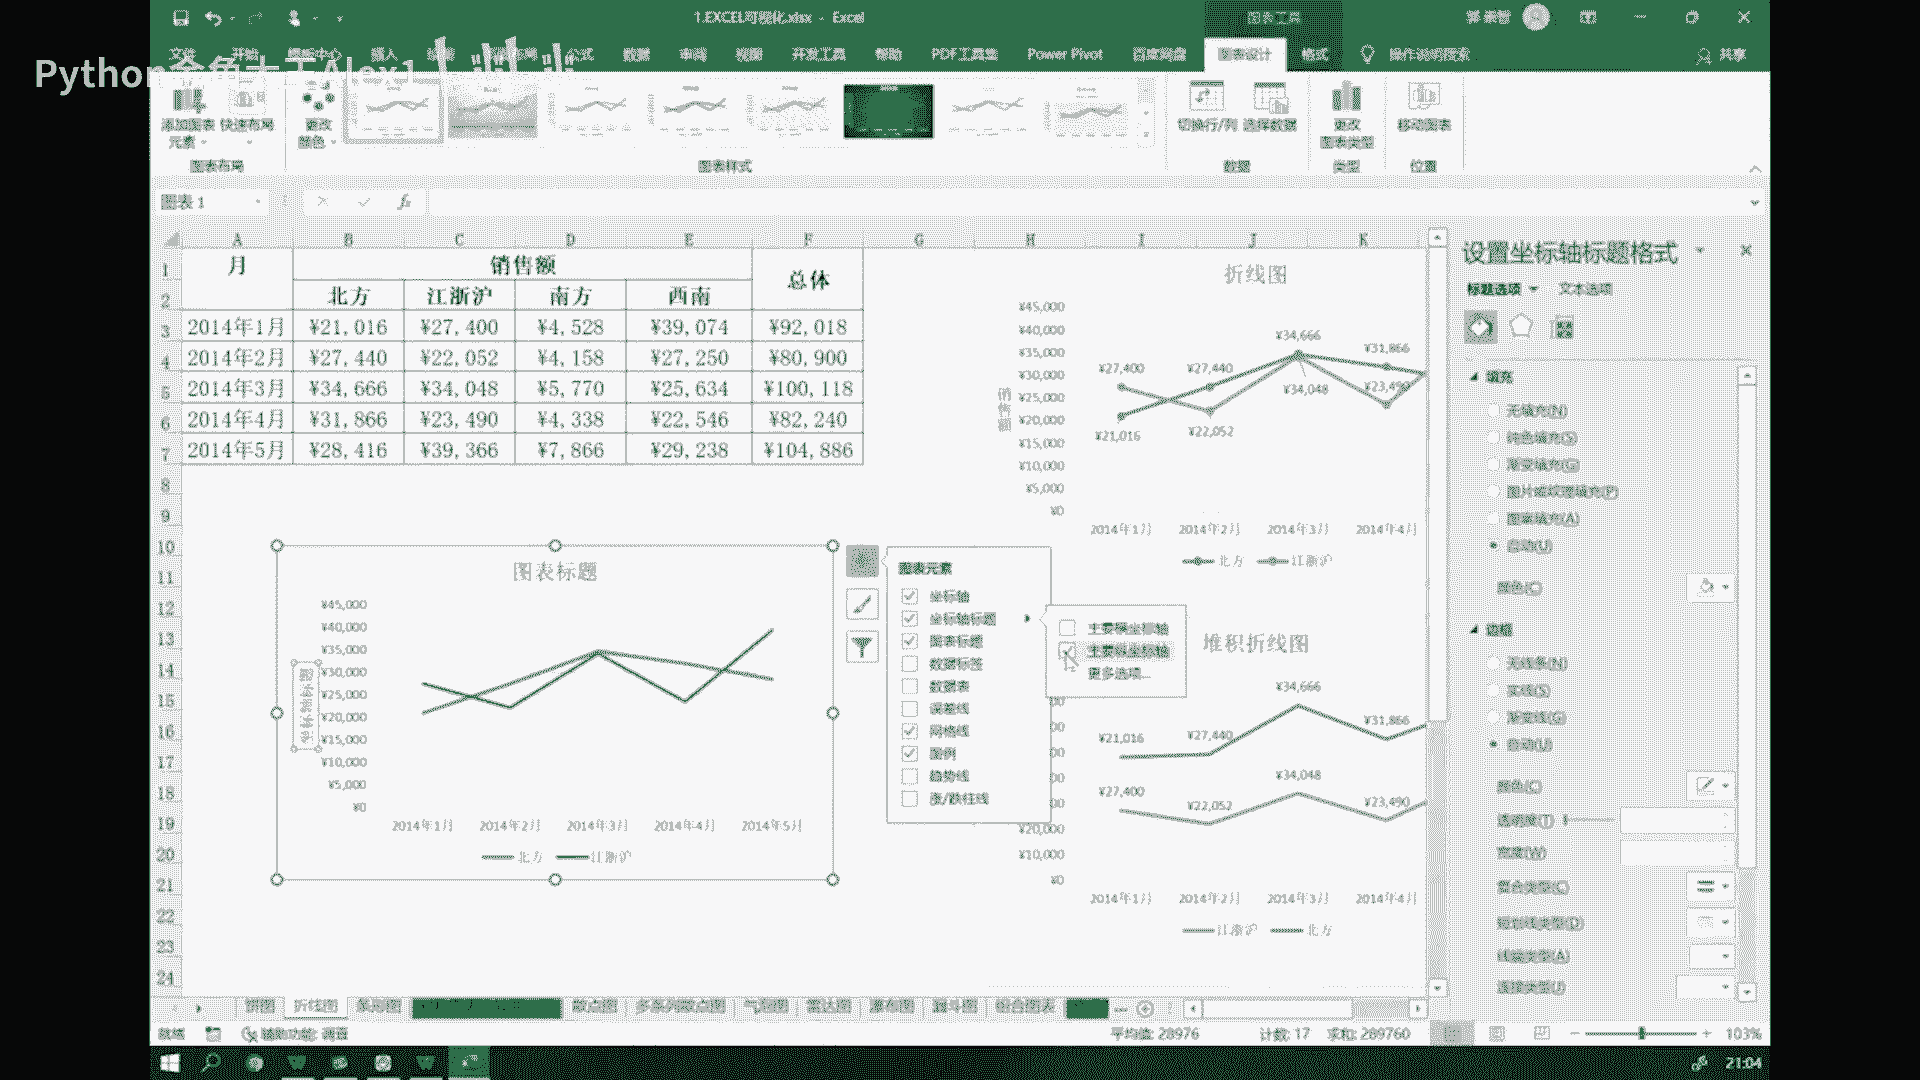 1.EXCEL可视化.xlsx - Excel
图表工具
Python
文件 开始 插入 公式 数据 审阅 视图 开发工具 帮助 PDF工具集 Power Pivot 百度网盘 图表设计 格式 操作说明搜索 共享
添加图表元素 快速布局 更改颜色 切换行/列 选择数据 更改图表类型 移动图表
图表布局 图表样式 数据 类型 位置
图表 1
A B C D E F G H I J K
月 销售额 总体
北方 江浙沪 南方 西南
2014年1月 ¥21,016 ¥27,400 ¥4,528 ¥39,074 ¥92,018
2014年2月 ¥27,440 ¥22,052 ¥4,158 ¥27,250 ¥80,900
2014年3月 ¥34,666 ¥34,048 ¥5,770 ¥25,634 ¥100,118
2014年4月 ¥31,866 ¥23,490 ¥4,338 ¥22,546 ¥82,240
2014年5月 ¥28,416 ¥39,366 ¥7,866 ¥29,238 ¥104,886
1
2
3
4
5
6
7
8
9
10
11
12
13
14
15
16
17
18
19
20
21
22
23
24
图表标题
坐标轴标题
¥45,000
¥40,000
¥35,000
¥30,000
¥25,000
¥20,000
¥15,000
¥10,000
¥5,000
¥0
2014年1月 2014年2月 2014年3月 2014年4月 2014年5月
北方 江浙沪
图表元素
坐标轴
坐标轴标题
图表标题
数据标签
数据表
误差线
网格线
图例
趋势线
涨/跌柱线
主要横坐标轴
主要纵坐标轴
更多选项...
折线图
销售额
¥45,000
¥40,000
¥35,000
¥30,000
¥25,000
¥20,000
¥15,000
¥10,000
¥5,000
¥0
¥27,400 ¥27,440 ¥34,666 ¥31,866
¥21,016 ¥22,052 ¥34,048 ¥23,490
2014年1月 2014年2月 2014年3月 2014年4月
北方 江浙沪
堆积折线图
¥21,016 ¥27,440 ¥34,666 ¥31,866
¥27,400 ¥22,052 ¥34,048 ¥23,490
¥20,000
¥10,000
¥0
2014年1月 2014年2月 2014年3月 2014年4月
江浙沪 北方
设置坐标轴标题格式
标题选项 文本选项
填充
无填充(N)
纯色填充(S)
渐变填充(G)
图片或纹理填充(P)
图案填充(A)
自动(U)
颜色(C)
边框
无线条(N)
实线(S)
渐变线(G)
自动(U)
颜色(C)
透明度(T)
宽度(W)
复合类型(C)
短划线类型(D)
线端类型(A)
连接类型(J)
饼图 折线图 条形图 散点图 多系列散点图 气泡图 雷达图 瀑布图 漏斗图 组合图表
就绪 辅助功能: 调查 平均值: 28976 计数: 17 求和: 289760 103%
21:04